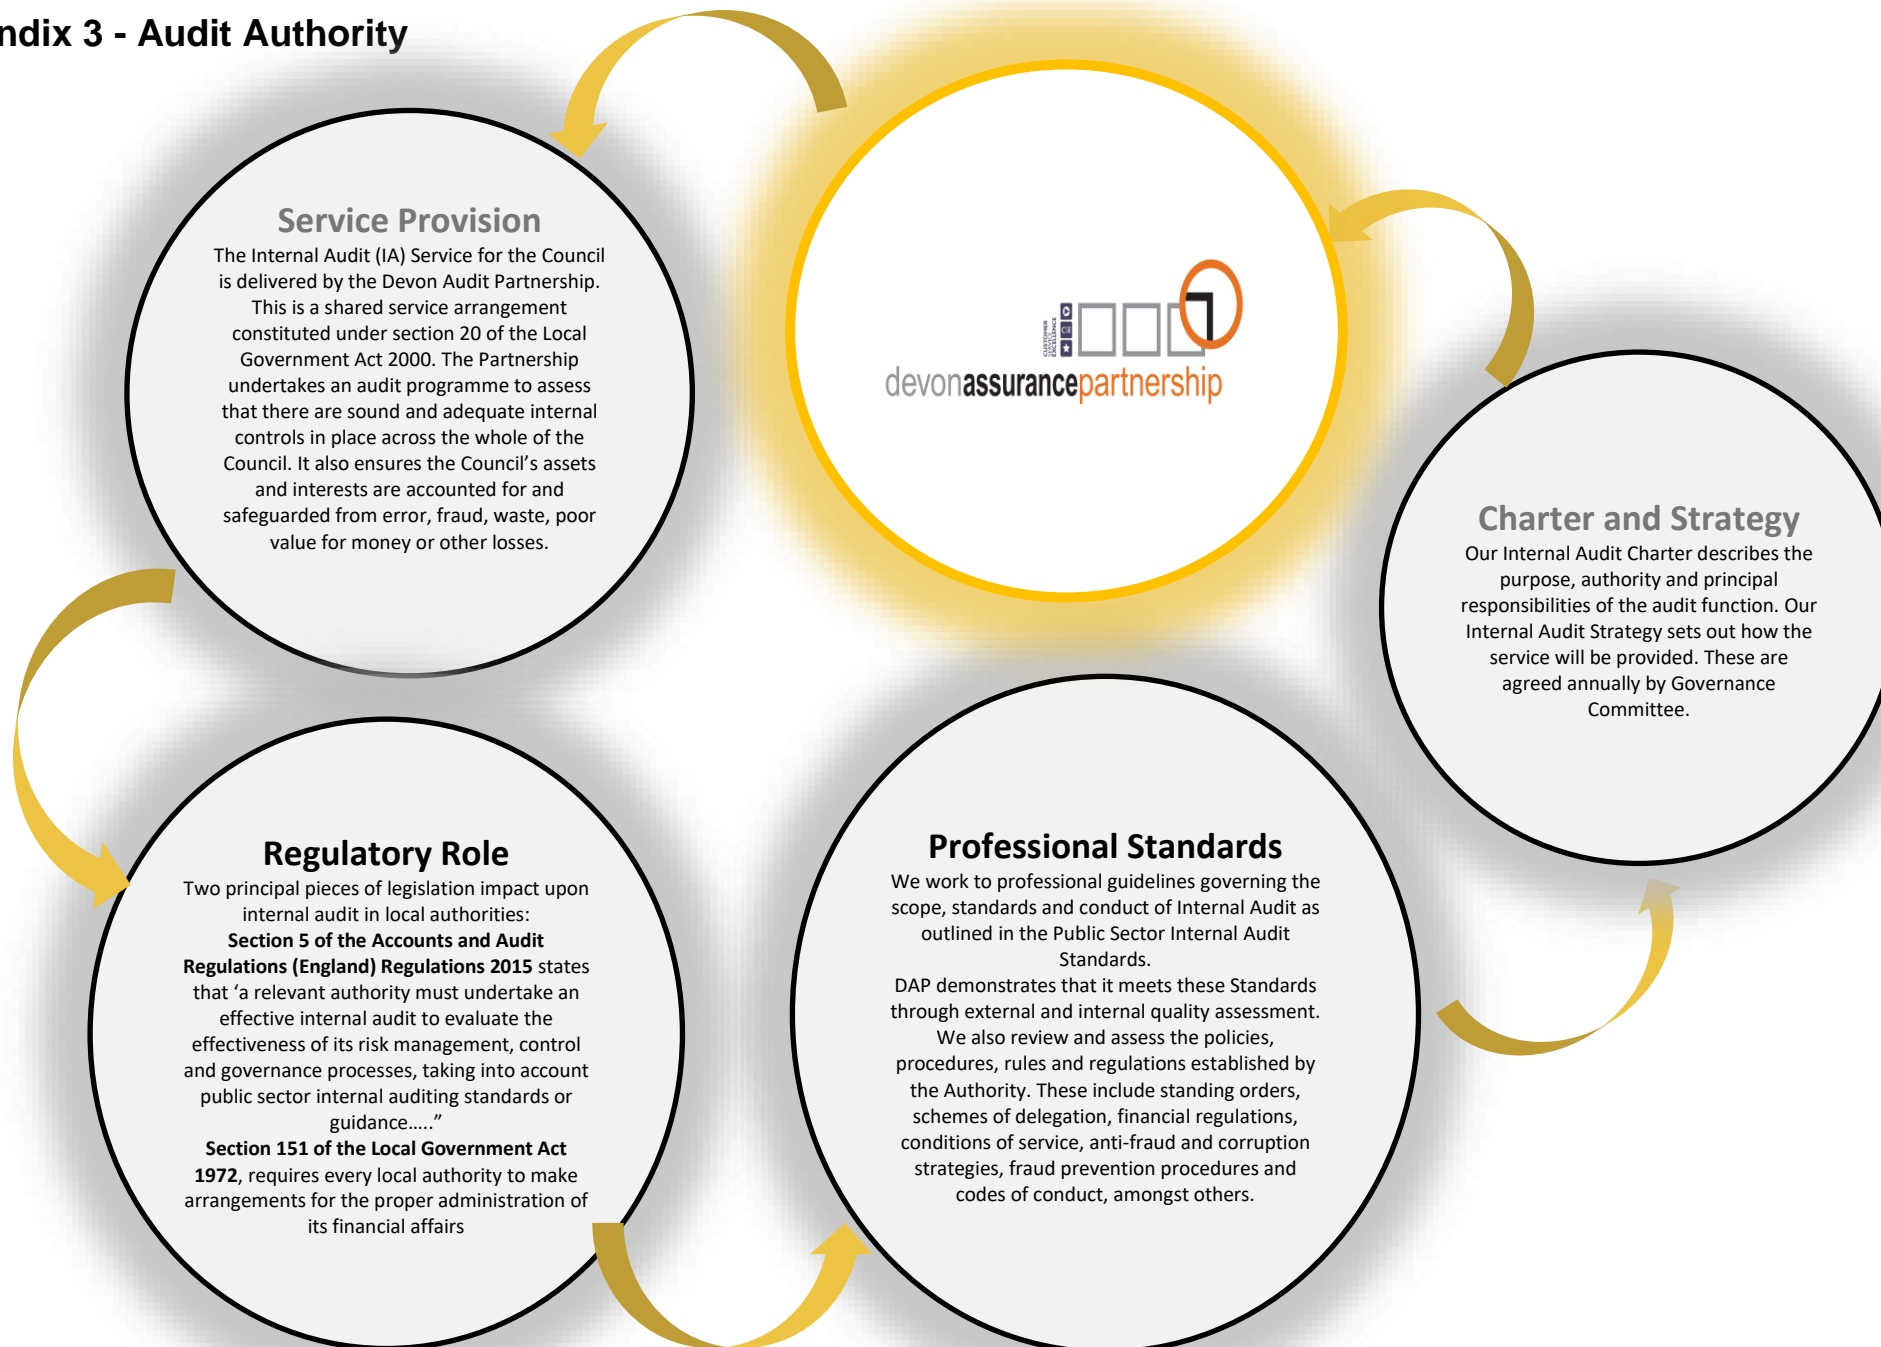 ndix 3 - Audit Authority
Service Provision
The Internal Audit (IA) Service for the Council
is delivered by the Devon Audit Partnership.
This is a shared service arrangement
constituted under section 20 of the Local
Government Act 2000. The Partnership
undertakes an audit programme to assess
that there are sound and adequate internal
controls in place across the whole of the
Council. It also ensures the Council’s assets
and interests are accounted for and
safeguarded from error, fraud, waste, poor
value for money or other losses.
Regulatory Role
Two principal pieces of legislation impact upon
internal audit in local authorities:
Section 5 of the Accounts and Audit
Regulations (England) Regulations 2015 states
that ‘a relevant authority must undertake an
effective internal audit to evaluate the
effectiveness of its risk management, control
and governance processes, taking into account
public sector internal auditing standards or
guidance…..”
Section 151 of the Local Government Act
1972, requires every local authority to make
arrangements for the proper administration of
its financial affairs
Professional Standards
We work to professional guidelines governing the
scope, standards and conduct of Internal Audit as
outlined in the Public Sector Internal Audit
Standards.
DAP demonstrates that it meets these Standards
through external and internal quality assessment.
We also review and assess the policies,
procedures, rules and regulations established by
the Authority. These include standing orders,
schemes of delegation, financial regulations,
conditions of service, anti-fraud and corruption
strategies, fraud prevention procedures and
codes of conduct, amongst others.
Charter and Strategy
Our Internal Audit Charter describes the
purpose, authority and principal
responsibilities of the audit function. Our
Internal Audit Strategy sets out how the
service will be provided. These are
agreed annually by Governance
Committee.
CUSTOMER
SERVICE
EXCELLENCE
CSE
devonassurancepartnership